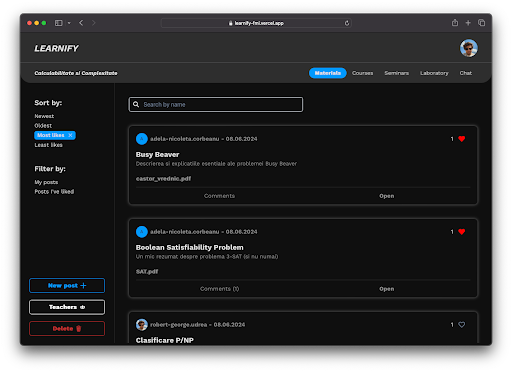 learnify-fmi.vercel.app
LEARNIFY
Calculabilitate si Complexitate
Materials Courses Seminars Laboratory Chat
Sort by:
Newest
Oldest
Most likes ×
Least likes
Filter by:
My posts
Posts I've liked
New post +
Teachers
Delete
Search by name
adela-nicoleta.corbeanu - 08.06.2024 1
Busy Beaver
Descrierea si explicatiile esentiale ale problemei Busy Beaver
castor_vrednic.pdf
Comments Open
adela-nicoleta.corbeanu - 08.06.2024 1
Boolean Satisfiability Problem
Un mic rezumat despre problema 3-SAT (si nu numai)
SAT.pdf
Comments (1) Open
robert-george.udrea - 08.06.2024 1
Clasificare P/NP